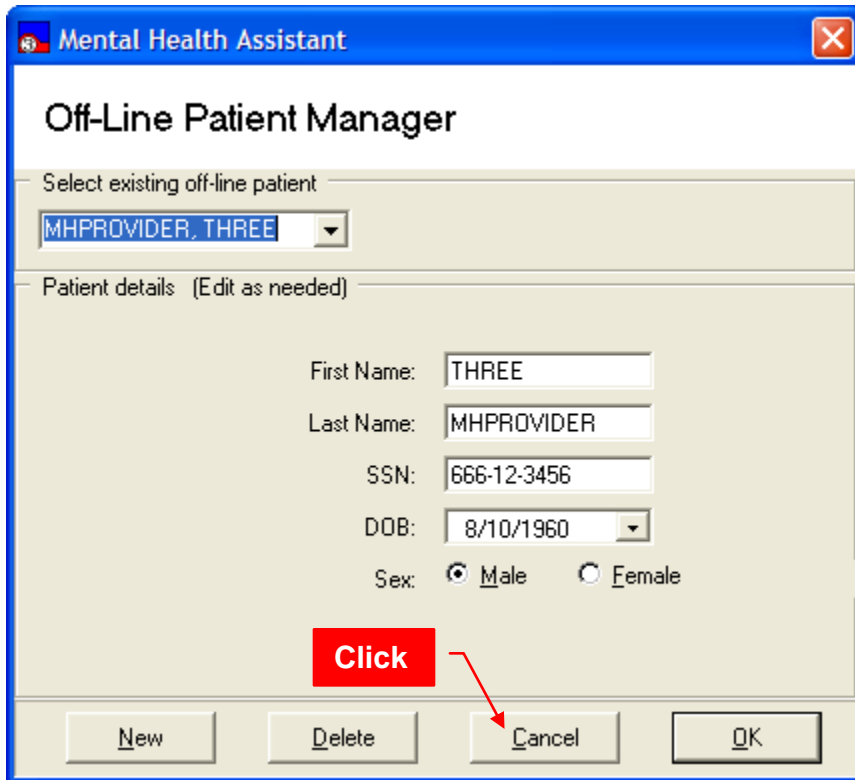 3 Mental Health Assistant
Off-Line Patient Manager
Select existing off-line patient
MHPROVIDER, THREE
Patient details (Edit as needed)
First Name: THREE
Last Name: MHPROVIDER
SSN: 666-12-3456
DOB: 8/10/1960
Sex: Male Female
Click
New Delete Cancel OK